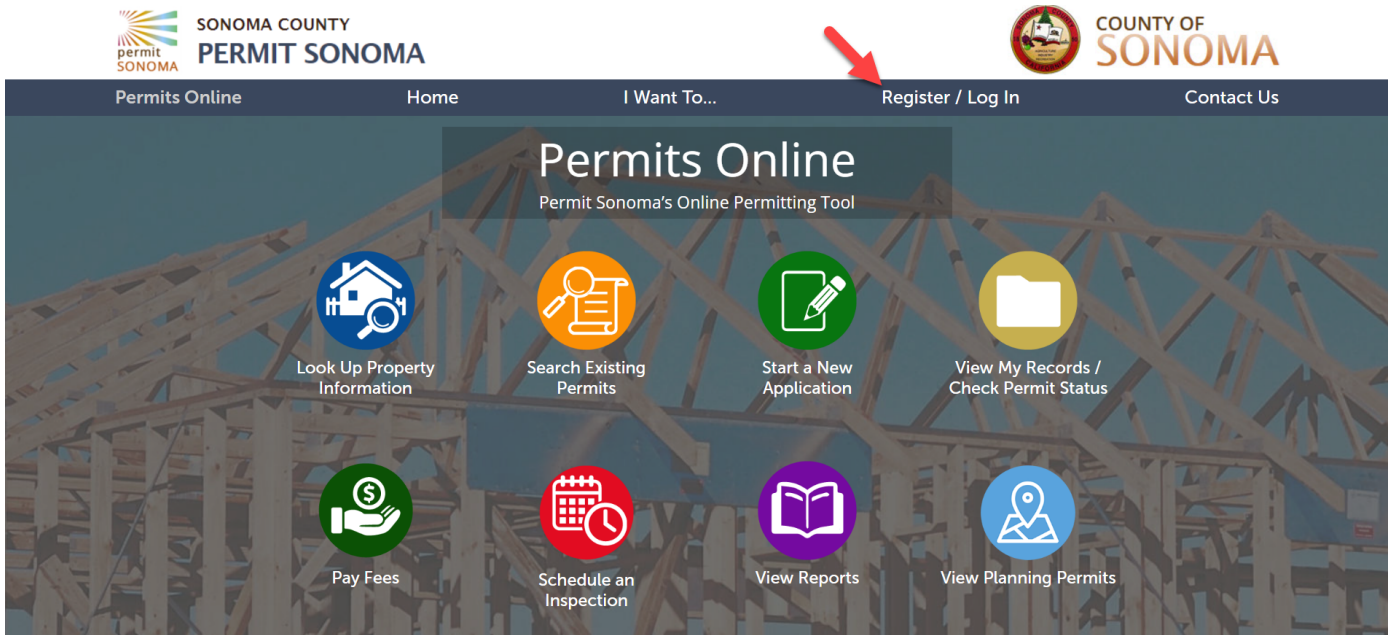 permit
SONOMA
SONOMA COUNTY
PERMIT SONOMA
COUNTY OF
SONOMA
Permits Online
Home
I Want To...
Register / Log In
Contact Us
Permits Online
Permit Sonoma's Online Permitting Tool
Look Up Property
Information
Search Existing
Permits
Start a New
Application
View My Records /
Check Permit Status
Pay Fees
Schedule an
Inspection
View Reports
View Planning Permits